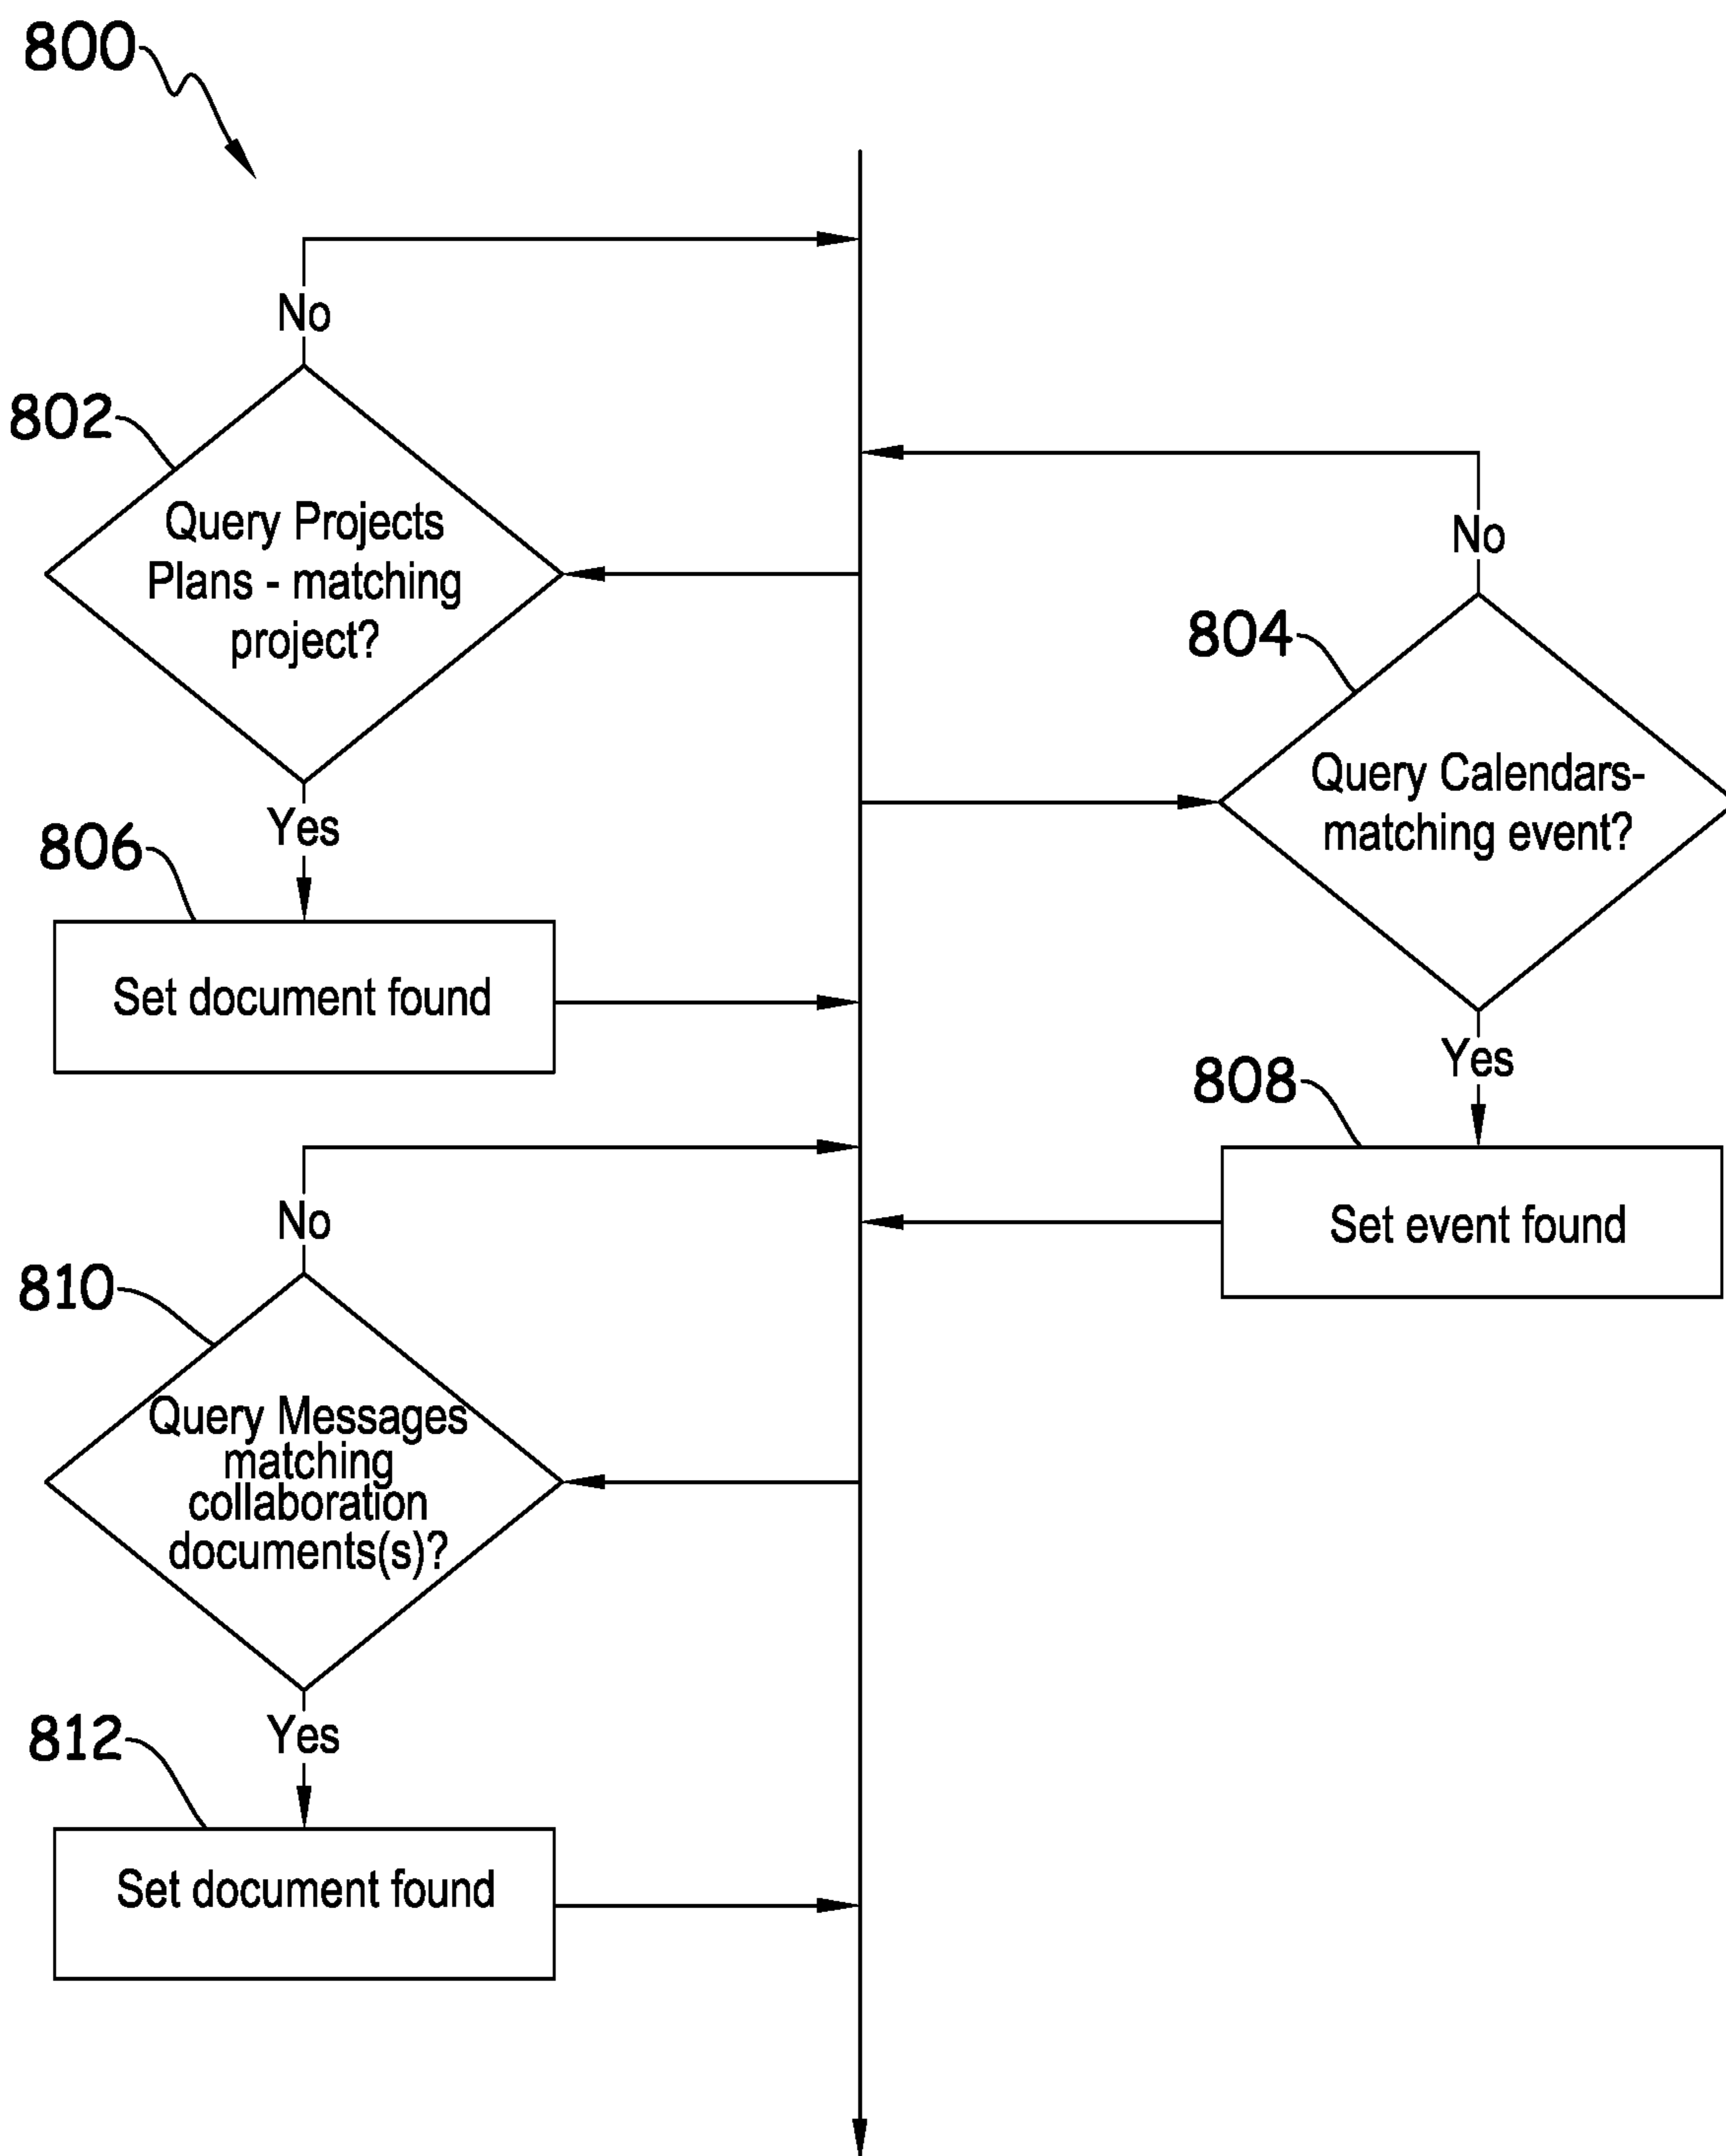 800
No
802
Query Projects
Plans - matching
project?
No
804
Query Calendars-
matching event?
Yes
806
Set document found
Yes
808
Set event found
No
810
Query Messages
matching
collaboration
documents(s)?
Yes
812
Set document found